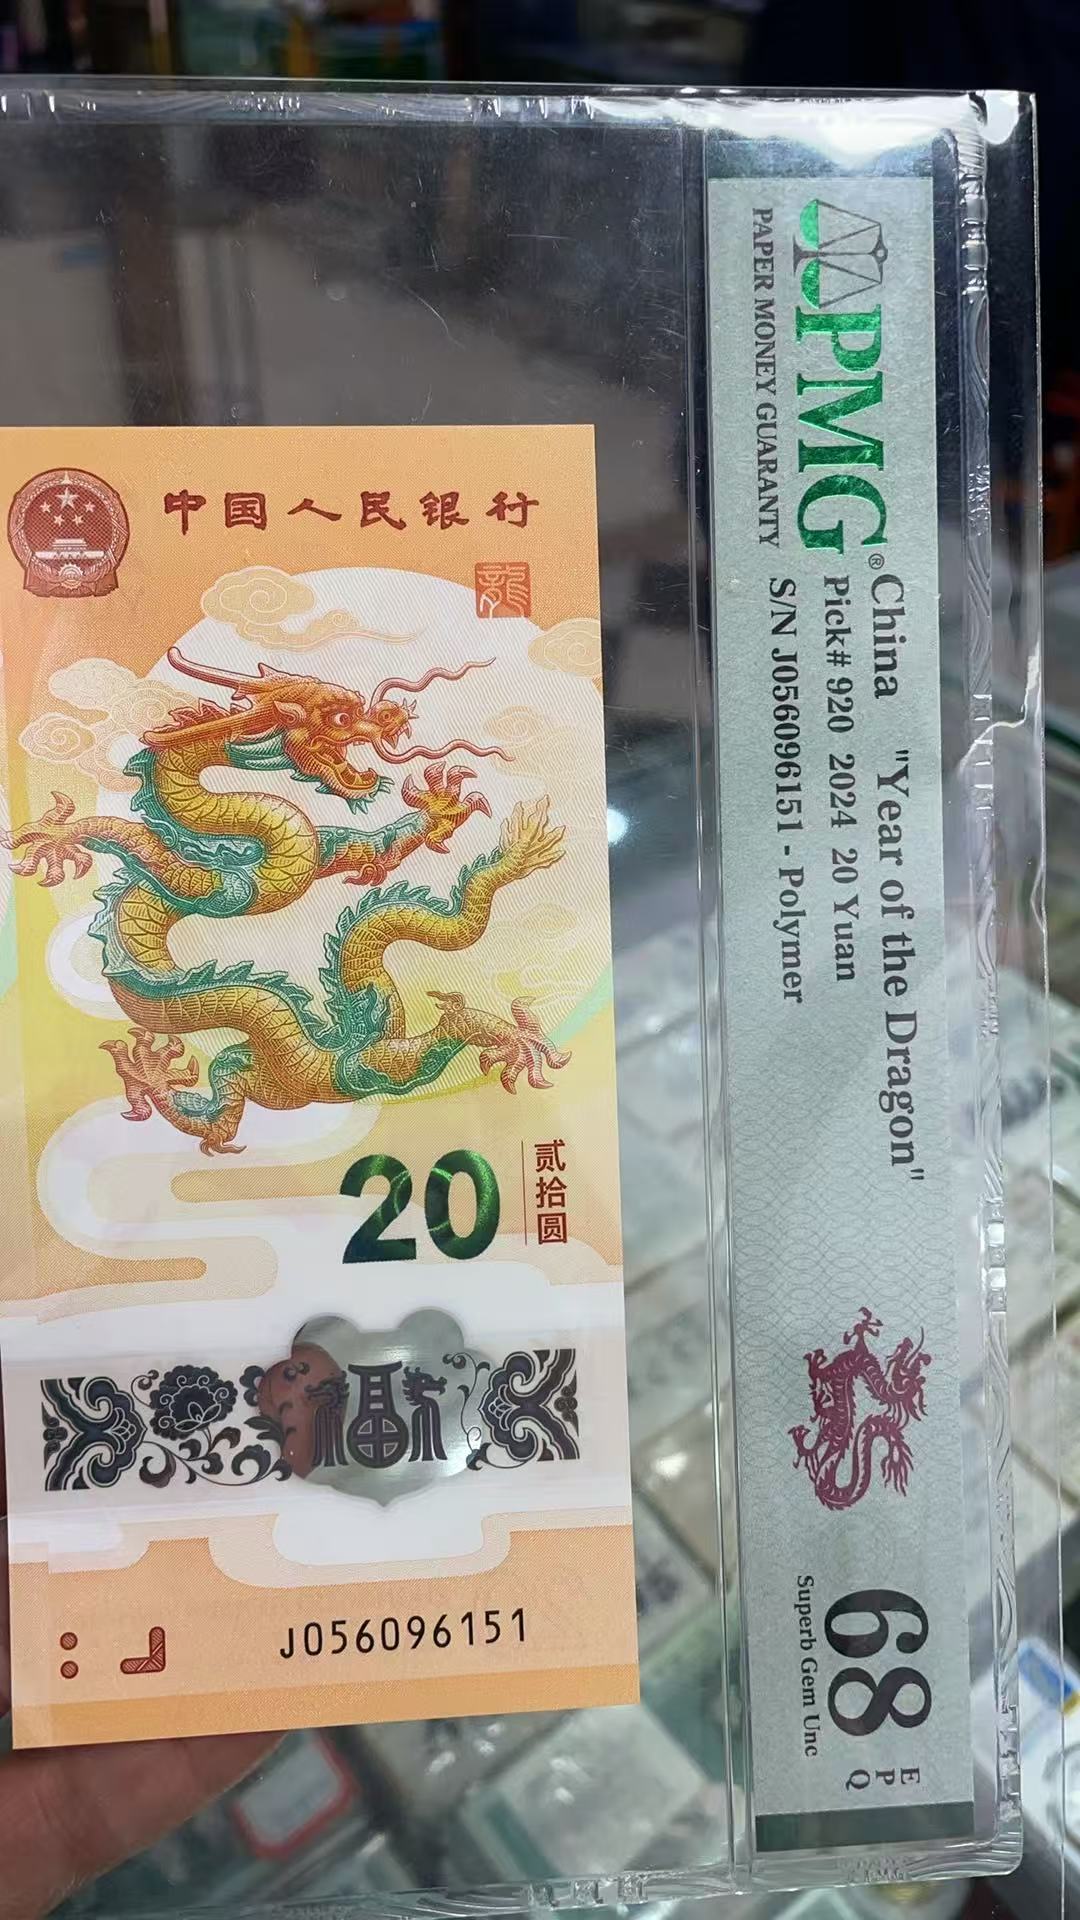 中国人民银行
龍
20
贰拾圆
福
J056096151
PMG®
PAPER MONEY GUARANTY
China "Year of the Dragon"
Pick# 920 2024 20 Yuan
S/N J056096151 - Polymer
68 EPQ
Superb Gem Unc